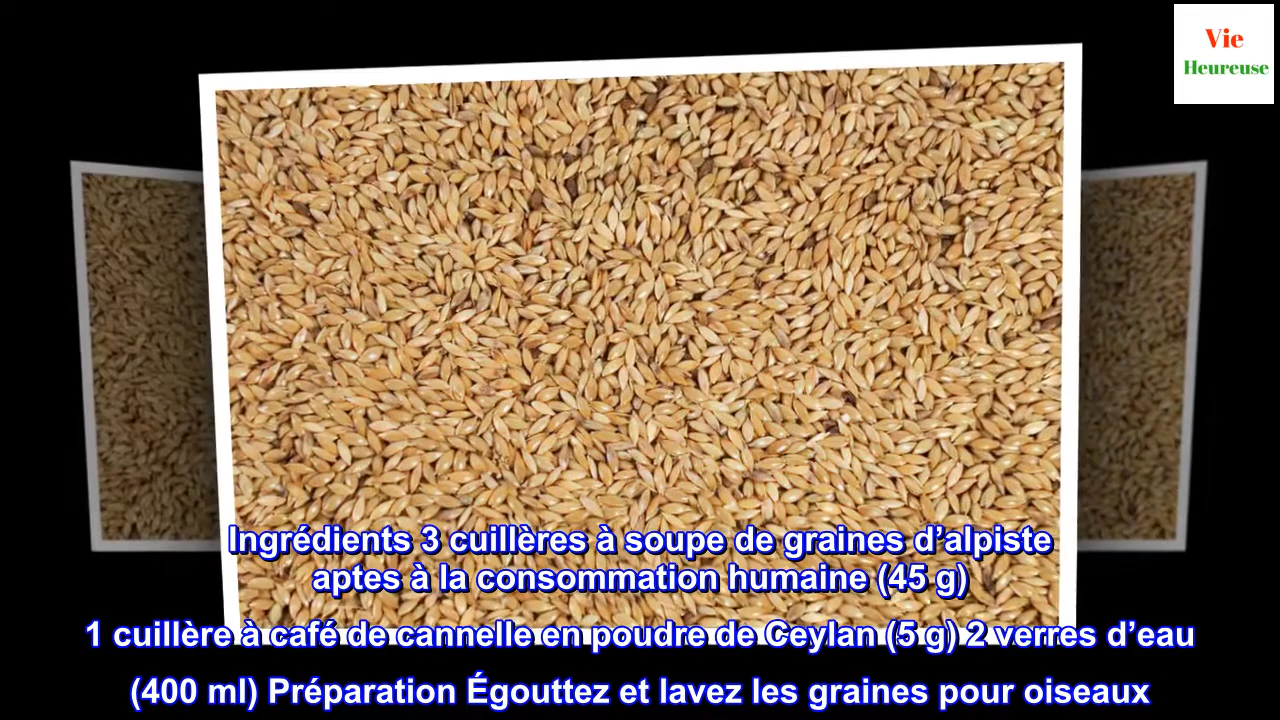 Vie
Heureuse
Ingrédients 3 cuillères à soupe de graines d’alpiste
aptes à la consommation humaine (45 g)
1 cuillère à café de cannelle en poudre de Ceylan (5 g) 2 verres d’eau
(400 ml) Préparation Égouttez et lavez les graines pour oiseaux